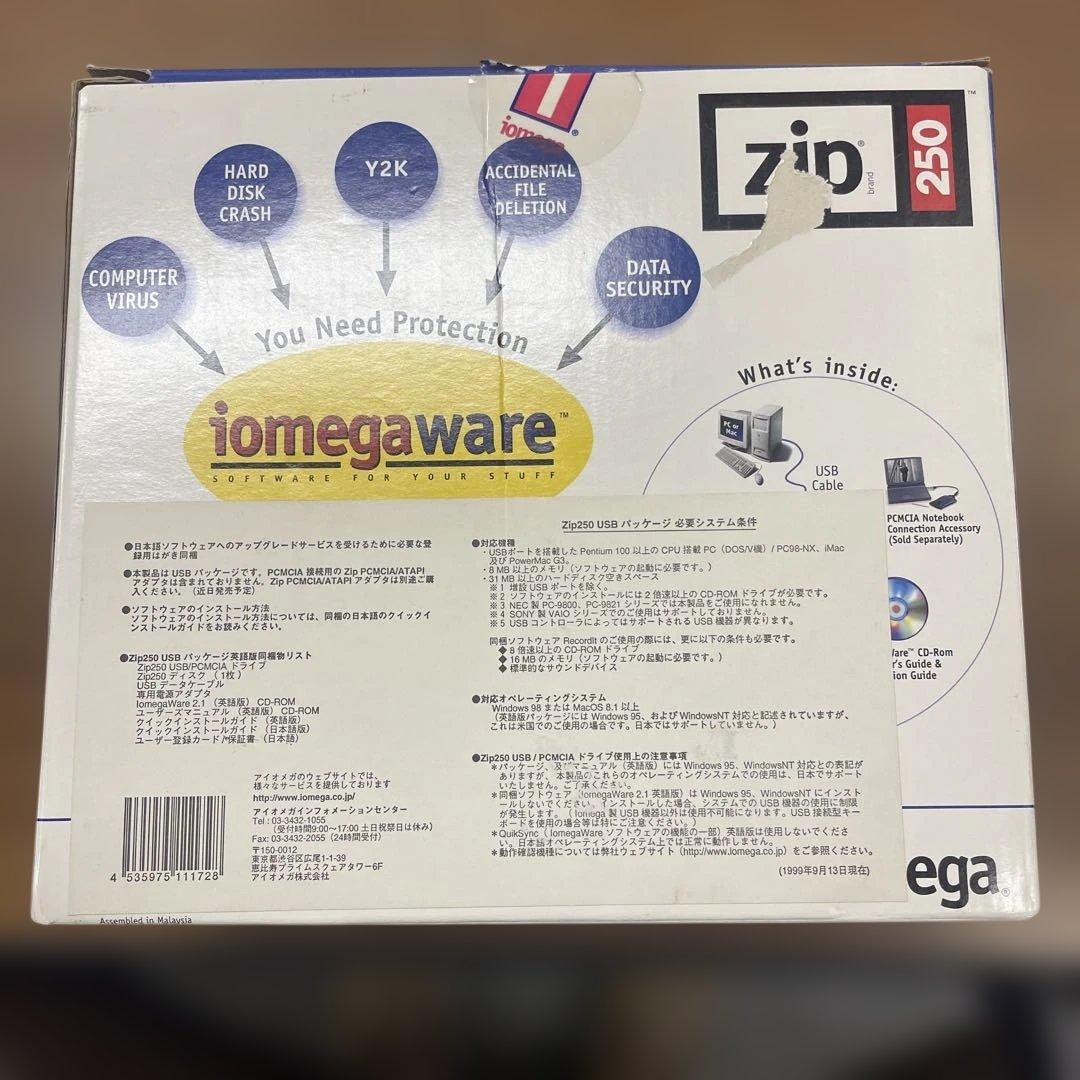 iomega®
zip® brand 250™
HARD
DISK
CRASH
Y2K
ACCIDENTAL
FILE
DELETION
COMPUTER
VIRUS
DATA
SECURITY
You Need Protection
iomegaware™
SOFTWARE FOR YOUR STUFF
What's inside:
PC or
Mac
USB
Cable
PCMCIA Notebook
Connection Accessory
(Sold Separately)
Ware™ CD-Rom
r's Guide &
ion Guide
●日本語ソフトウェアへのアップグレードサービスを受けるために必要な登
録用はがき同梱
●本製品は USB パッケージです。PCMCIA 接続用の Zip PCMCIA/ATAPI
アダプタは含まれておりません。Zip PCMCIA/ATAPI アダプタは別途ご購
入ください。（近日発売予定）
●ソフトウェアのインストール方法
ソフトウェアのインストール方法については、同梱の日本語のクイックイ
ンストールガイドをお読みください。
●Zip250 USB パッケージ英語版同梱物リスト
Zip250 USB/PCMCIA ドライブ
Zip250 ディスク （1枚）
USB データケーブル
専用電源アダプタ
IomegaWare 2.1 （英語版） CD-ROM
ユーザーズマニュアル （英語版） CD-ROM
クイックインストールガイド （英語版）
クイックインストールガイド （日本語版）
ユーザー登録カード/保証書 （日本語）
アイオメガのウェブサイトでは、
様々なサービスを提供しております
http://www.iomega.co.jp/
アイオメガインフォメーションセンター
Tel : 03-3432-1055
（受付時間9:00～17:00 土日祝祭日は休み）
Fax: 03-3432-2055（24時間受付）
〒150-0012
東京都渋谷区広尾1-1-39
恵比寿プライムスクェアタワー6F
アイオメガ株式会社
4 535975 111728
Zip250 USB パッケージ 必要システム条件
●対応機種
・USBポートを搭載した Pentium 100 以上の CPU 搭載 PC（DOS/V機）/ PC98-NX、iMac
及び PowerMac G3。
・8 MB 以上のメモリ（ソフトウェアの起動に必要です。）
・31 MB 以上のハードディスク空きスペース
※ 1 増設 USB ポートを除く。
※ 2 ソフトウェアのインストールには 2 倍速以上の CD-ROM ドライブが必要です。
※ 3 NEC 製 PC-9800、PC-9821 シリーズでは本製品をご使用になれません。
※ 4 SONY 製 VAIO シリーズでのご使用はサポートしておりません。
※ 5 USB コントローラによってはサポートされる USB 機器が異なります。
同梱ソフトウェア RecordIt のご使用の際には、更に以下の条件も必要です。
◆ 8 倍速以上の CD-ROM ドライブ
◆ 16 MB のメモリ（ソフトウェアの起動に必要です。）
◆ 標準的なサウンドデバイス
●対応オペレーティングシステム
Windows 98 または MacOS 8.1 以上
（英語版パッケージには Windows 95、および WindowsNT 対応と記述されていますが、
これは米国でのご使用の場合です。日本ではサポートしていません。）
●Zip250 USB / PCMCIA ドライブ使用上の注意事項
＊パッケージ、及びマニュアル（英語版）には Windows 95、WindowsNT 対応との表記が
ありますが、本製品のこれらのオペレーティングシステムでの使用は、日本でサポート
いたしません。ご了承ください。
＊同梱ソフトウェア（IomegaWare 2.1 英語版）は Windows 95、WindowsNT にインスト
ールしないでください。インストールした場合、システムでの USB 機器の使用に制限
が発生します。（ Iomega 製 USB 機器以外は使用不可能になります。USB 接続型キー
ボードを使用の場合等は特にご注意ください。）
＊QuikSync（ IomegaWare ソフトウェアの機能の一部）英語版は使用しないでくださ
い。日本語オペレーティングシステム上では正常に動作しません。
＊動作確認機種については弊社ウェブサイト（http://www.iomega.co.jp）をご参照ください。
(1999年9月13日現在)
ega®
Assembled in Malaysia